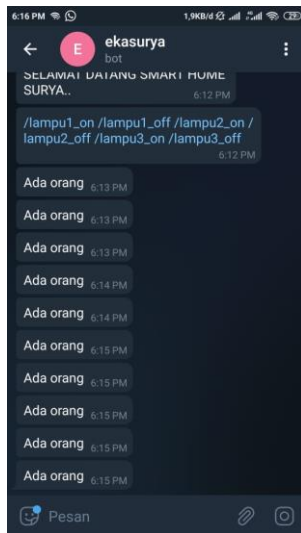 6:16 PM
1,9KB/d
E
ekasurya
bot
SELAMAT DATANG SMART HOME
SURYA..
6:12 PM
/lampu1_on /lampu1_off /lampu2_on /
lampu2_off /lampu3_on /lampu3_off
6:12 PM
Ada orang 6:13 PM
Ada orang 6:13 PM
Ada orang 6:13 PM
Ada orang 6:14 PM
Ada orang 6:14 PM
Ada orang 6:15 PM
Ada orang 6:15 PM
Ada orang 6:15 PM
Ada orang 6:15 PM
Ada orang 6:15 PM
Pesan